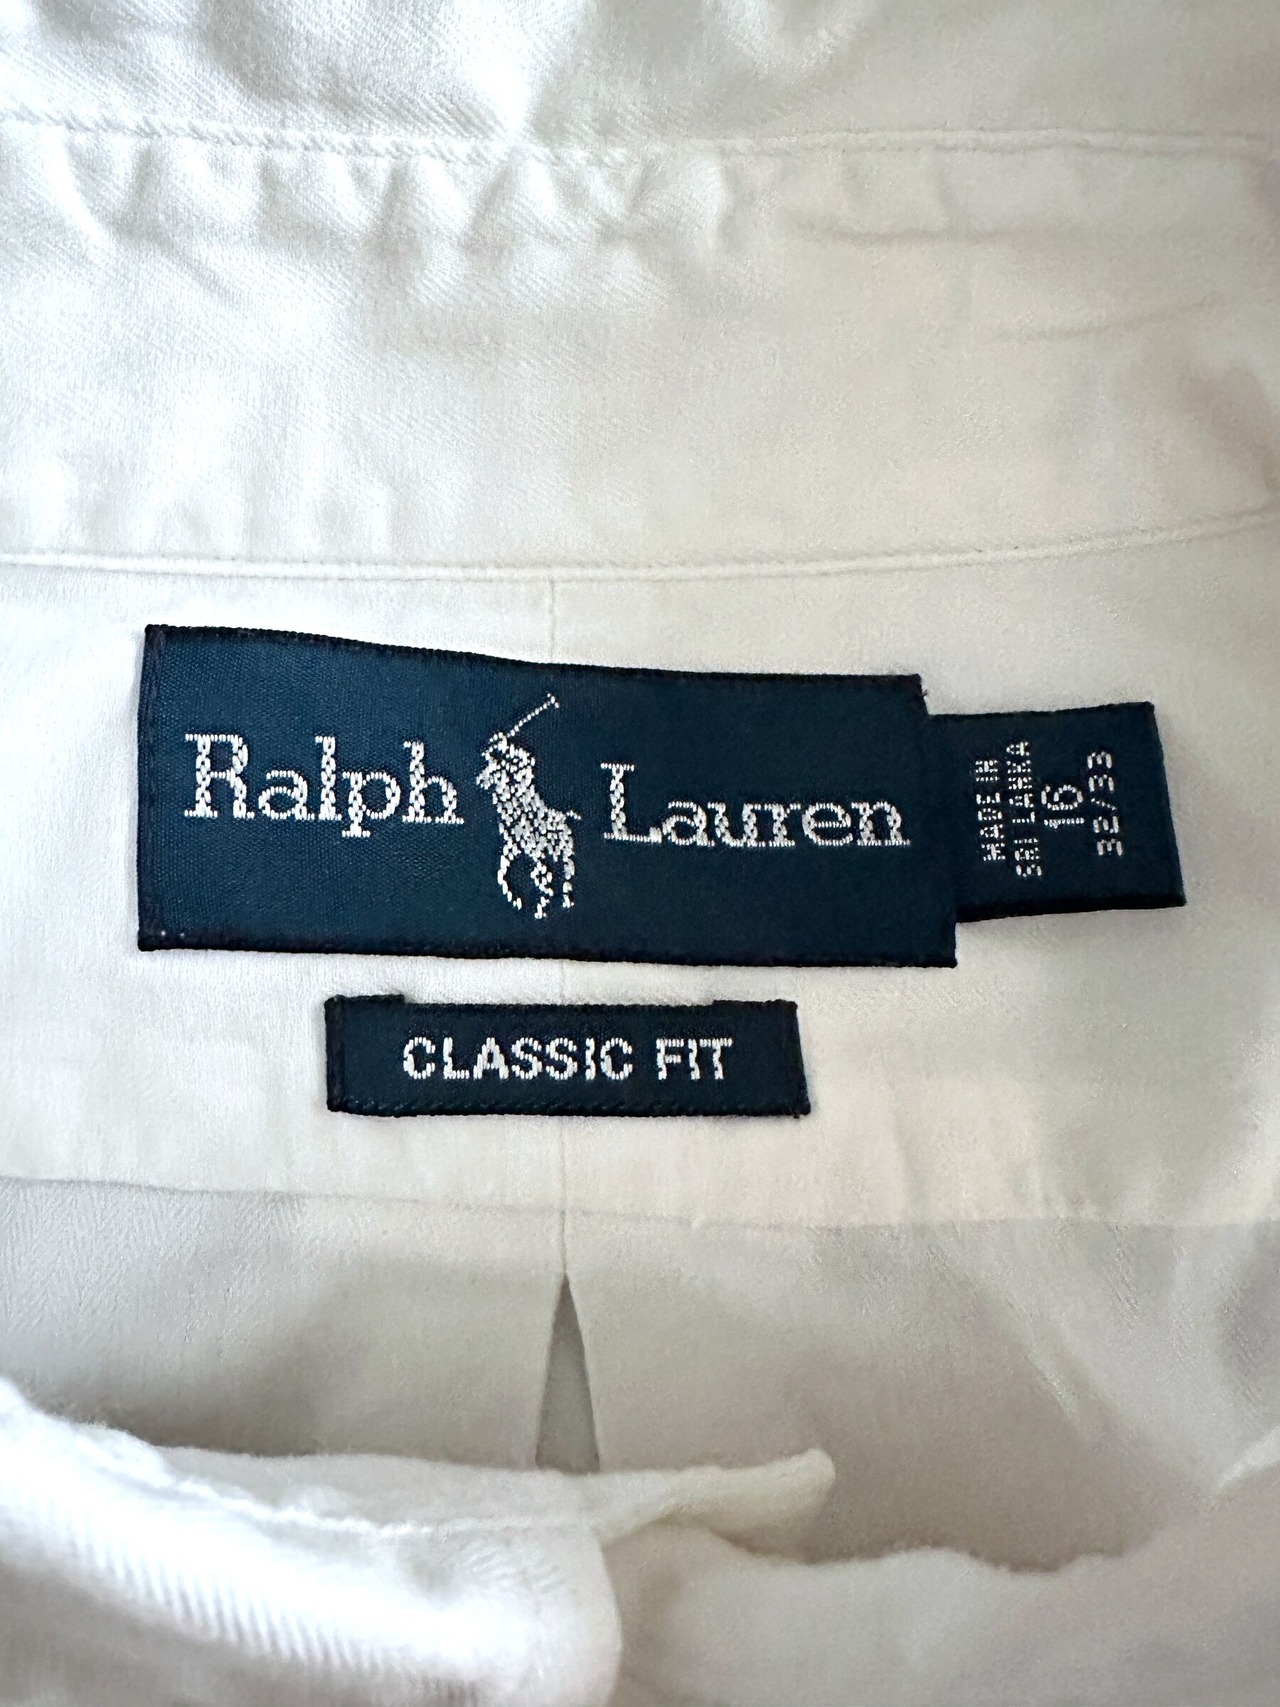 Ralph Lauren
MADE IN
SRI LANKA
16
32/33
CLASSIC FIT